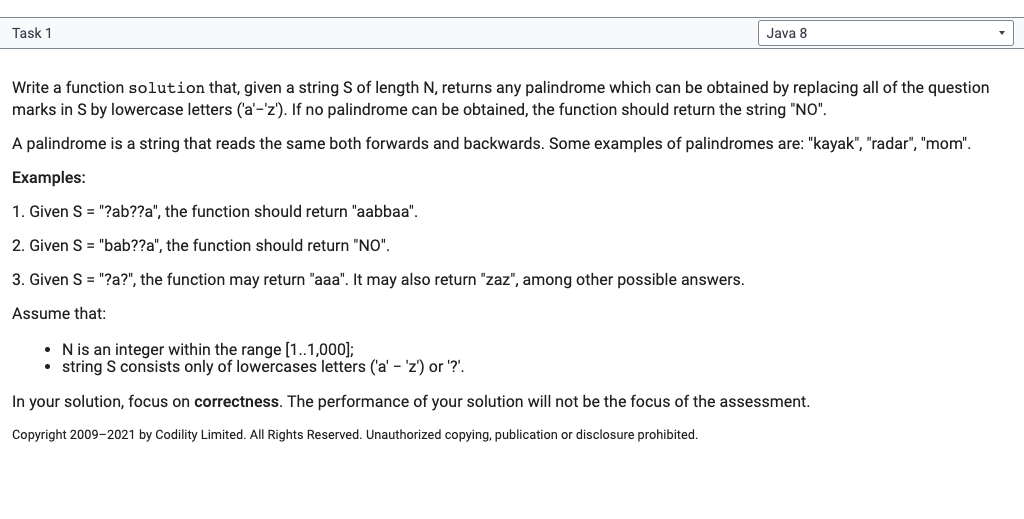 Task 1
Java 8
Write a function solution that, given a string S of length N, returns any palindrome which can be obtained by replacing all of the question
marks in S by lowercase letters ('a'−'z'). If no palindrome can be obtained, the function should return the string "NO".
A palindrome is a string that reads the same both forwards and backwards. Some examples of palindromes are: "kayak", "radar", "mom".
Examples:
1. Given S = "?ab??a", the function should return "aabbaa".
2. Given S = "bab??a", the function should return "NO".
3. Given S = "?a?", the function may return "aaa". It may also return "zaz", among other possible answers.
Assume that:
• N is an integer within the range [1..1,000];
• string S consists only of lowercases letters ('a' − 'z') or '?'.
In your solution, focus on correctness. The performance of your solution will not be the focus of the assessment.
Copyright 2009–2021 by Codility Limited. All Rights Reserved. Unauthorized copying, publication or disclosure prohibited.